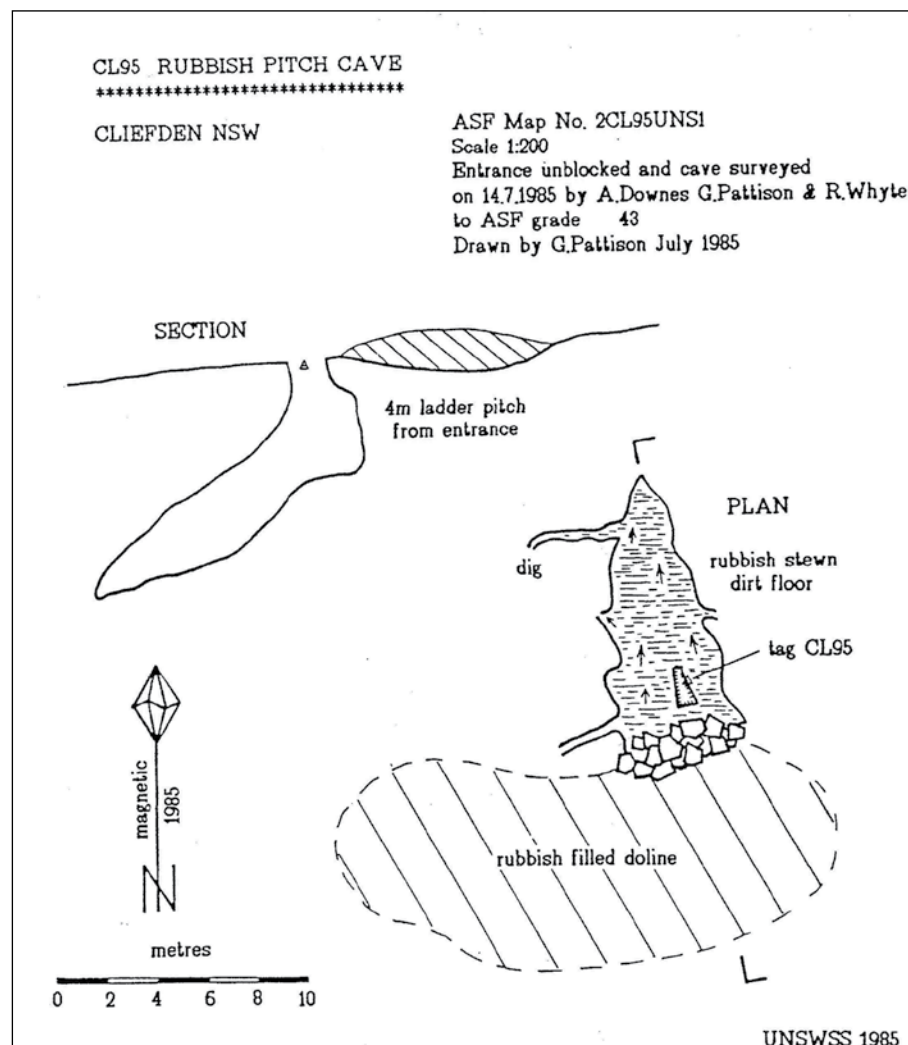 CL95 RUBBISH PITCH CAVE
*******************************
CLIEFDEN NSW
ASF Map No. 2CL95UNS1
Scale 1:200
Entrance unblocked and cave surveyed
on 14.7.1985 by A.Downes G.Pattison & R.Whyte
to ASF grade 43
Drawn by G.Pattison July 1985
SECTION
4m ladder pitch
from entrance
PLAN
dig
rubbish stewn
dirt floor
tag CL95
rubbish filled doline
magnetic
1985
N
metres
0 2 4 6 8 10
UNSWSS 1985